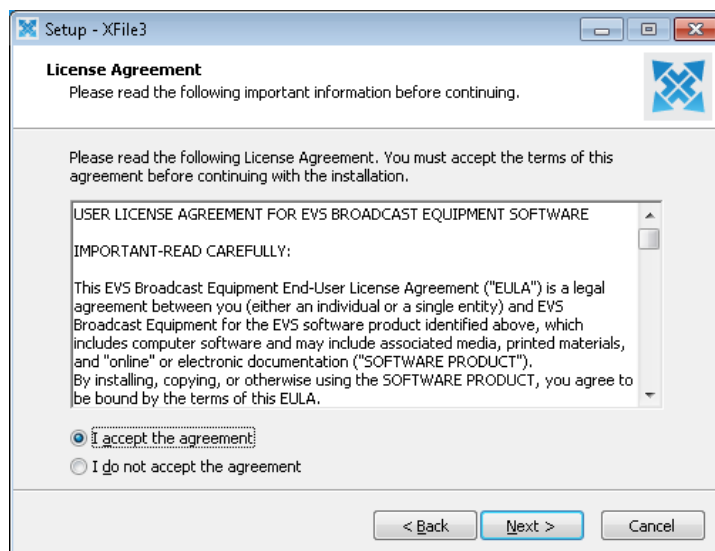 Setup - XFile3
License Agreement
Please read the following important information before continuing.
Please read the following License Agreement. You must accept the terms of this
agreement before continuing with the installation.
USER LICENSE AGREEMENT FOR EVS BROADCAST EQUIPMENT SOFTWARE
IMPORTANT-READ CAREFULLY:
This EVS Broadcast Equipment End-User License Agreement ("EULA") is a legal
agreement between you (either an individual or a single entity) and EVS
Broadcast Equipment for the EVS software product identified above, which
includes computer software and may include associated media, printed materials,
and "online" or electronic documentation ("SOFTWARE PRODUCT").
By installing, copying, or otherwise using the SOFTWARE PRODUCT, you agree to
be bound by the terms of this EULA.
I accept the agreement
I do not accept the agreement
< Back
Next >
Cancel